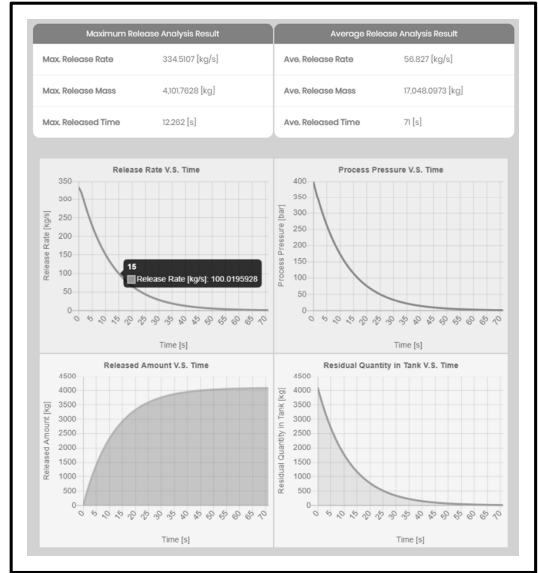 Maximum Release Analysis Result
Max. Release Rate 334.5107 [kg/s]
Max. Release Mass 4,101.7628 [kg]
Max. Released Time 12.262 [s]
Average Release Analysis Result
Ave. Release Rate 56.827 [kg/s]
Ave. Release Mass 17,048.0973 [kg]
Ave. Released Time 71 [s]
Release Rate V.S. Time
Release Rate [kg/s]
350
300
250
200
150
100
50
0
15
Release Rate [kg/s]: 100.0195928
0 5 10 15 20 25 30 35 40 45 50 55 60 65 70
Time [s]
Process Pressure V.S. Time
Process Pressure [bar]
400
350
300
250
200
150
100
50
0
0 5 10 15 20 25 30 35 40 45 50 55 60 65 70
Time [s]
Released Amount V.S. Time
Released Amount [kg]
4500
4000
3500
3000
2500
2000
1500
1000
500
0
0 5 10 15 20 25 30 35 40 45 50 55 60 65 70
Time [s]
Residual Quantity in Tank V.S. Time
Residual Quantity in Tank [kg]
4500
4000
3500
3000
2500
2000
1500
1000
500
0
0 5 10 15 20 25 30 35 40 45 50 55 60 65 70
Time [s]